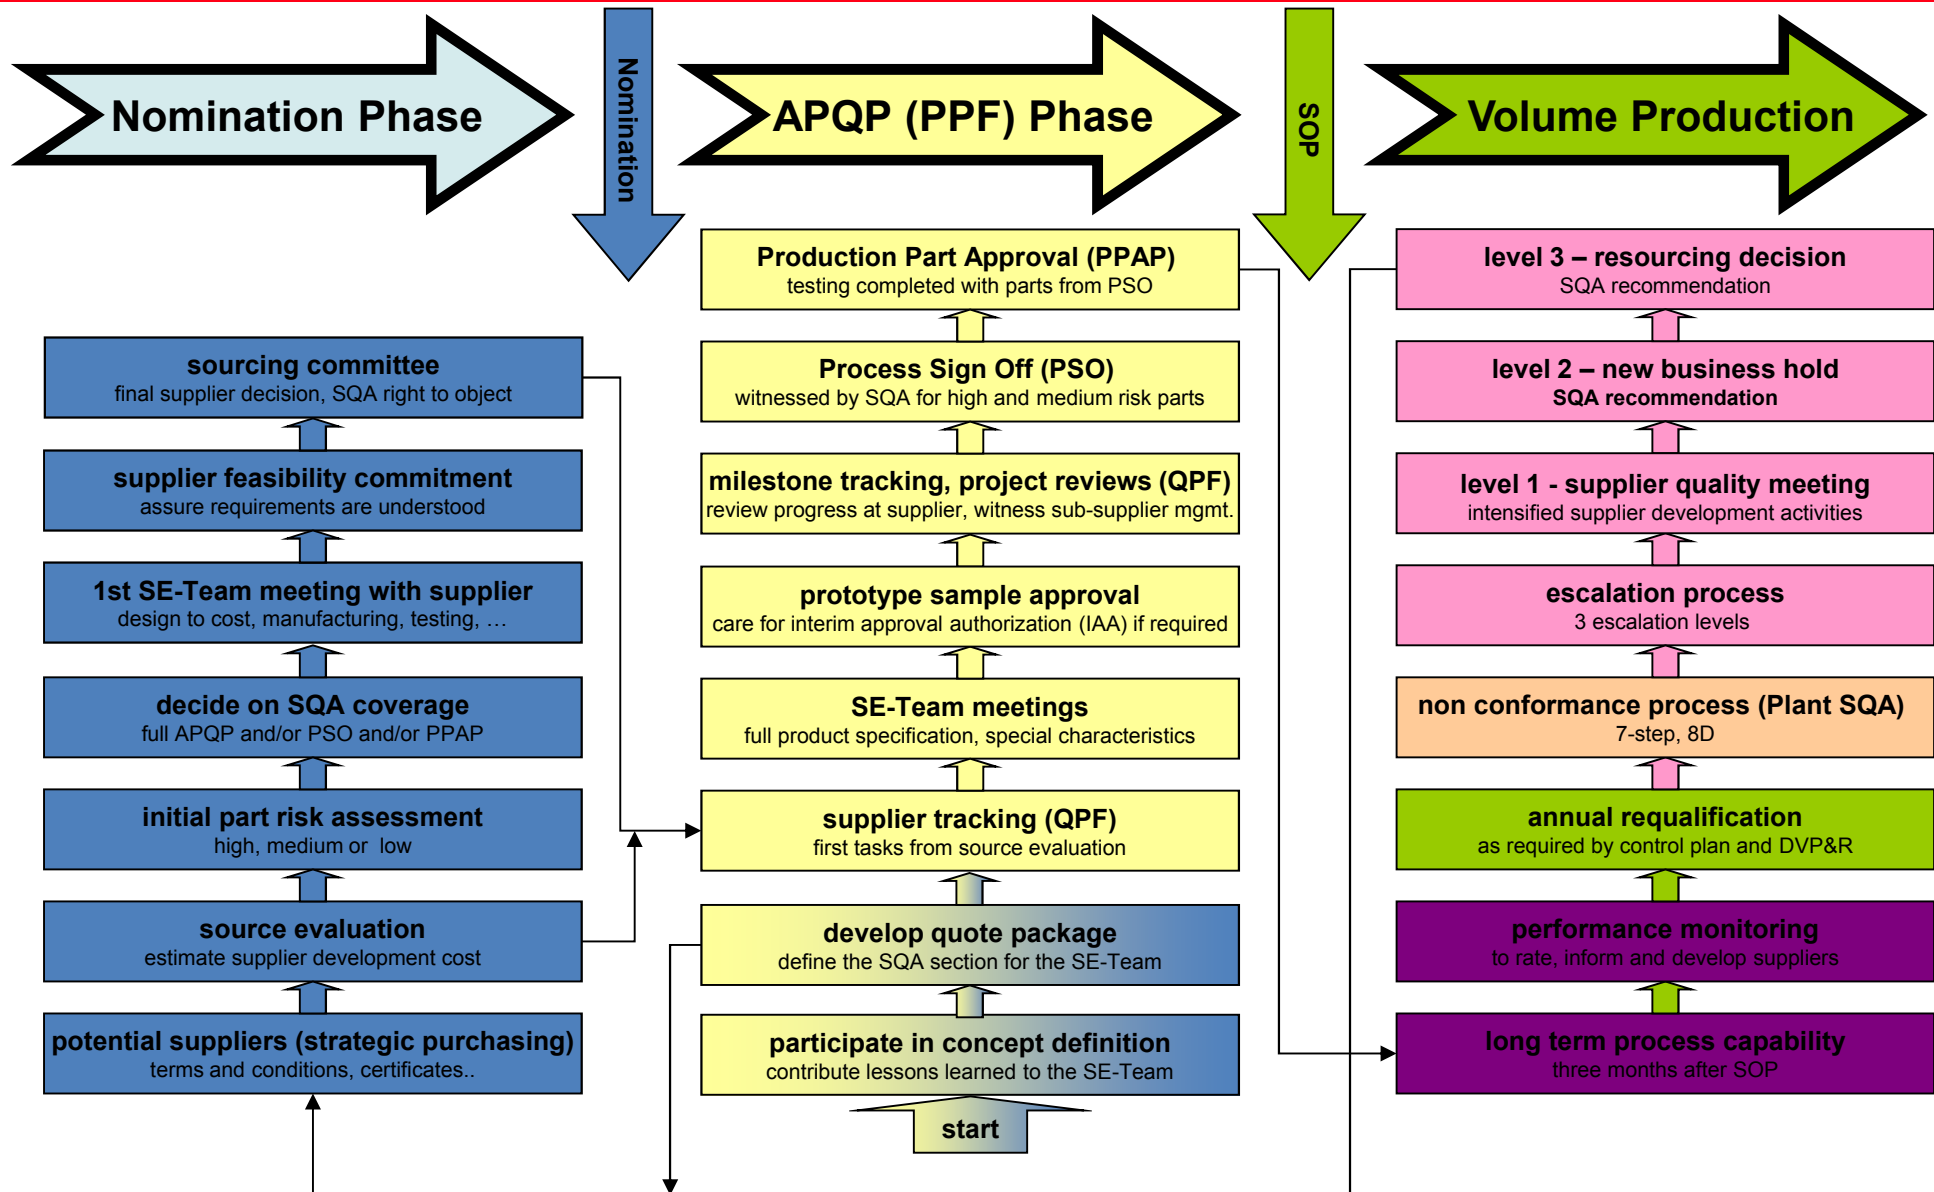 Nomination Phase
Nomination
APQP (PPF) Phase
SOP
Volume Production
sourcing committee
final supplier decision, SQA right to object
supplier feasibility commitment
assure requirements are understood
1st SE-Team meeting with supplier
design to cost, manufacturing, testing, …
decide on SQA coverage
full APQP and/or PSO and/or PPAP
initial part risk assessment
high, medium or low
source evaluation
estimate supplier development cost
potential suppliers (strategic purchasing)
terms and conditions, certificates..
Production Part Approval (PPAP)
testing completed with parts from PSO
Process Sign Off (PSO)
witnessed by SQA for high and medium risk parts
milestone tracking, project reviews (QPF)
review progress at supplier, witness sub-supplier mgmt.
prototype sample approval
care for interim approval authorization (IAA) if required
SE-Team meetings
full product specification, special characteristics
supplier tracking (QPF)
first tasks from source evaluation
develop quote package
define the SQA section for the SE-Team
participate in concept definition
contribute lessons learned to the SE-Team
start
level 3 – resourcing decision
SQA recommendation
level 2 – new business hold
SQA recommendation
level 1 - supplier quality meeting
intensified supplier development activities
escalation process
3 escalation levels
non conformance process (Plant SQA)
7-step, 8D
annual requalification
as required by control plan and DVP&R
performance monitoring
to rate, inform and develop suppliers
long term process capability
three months after SOP